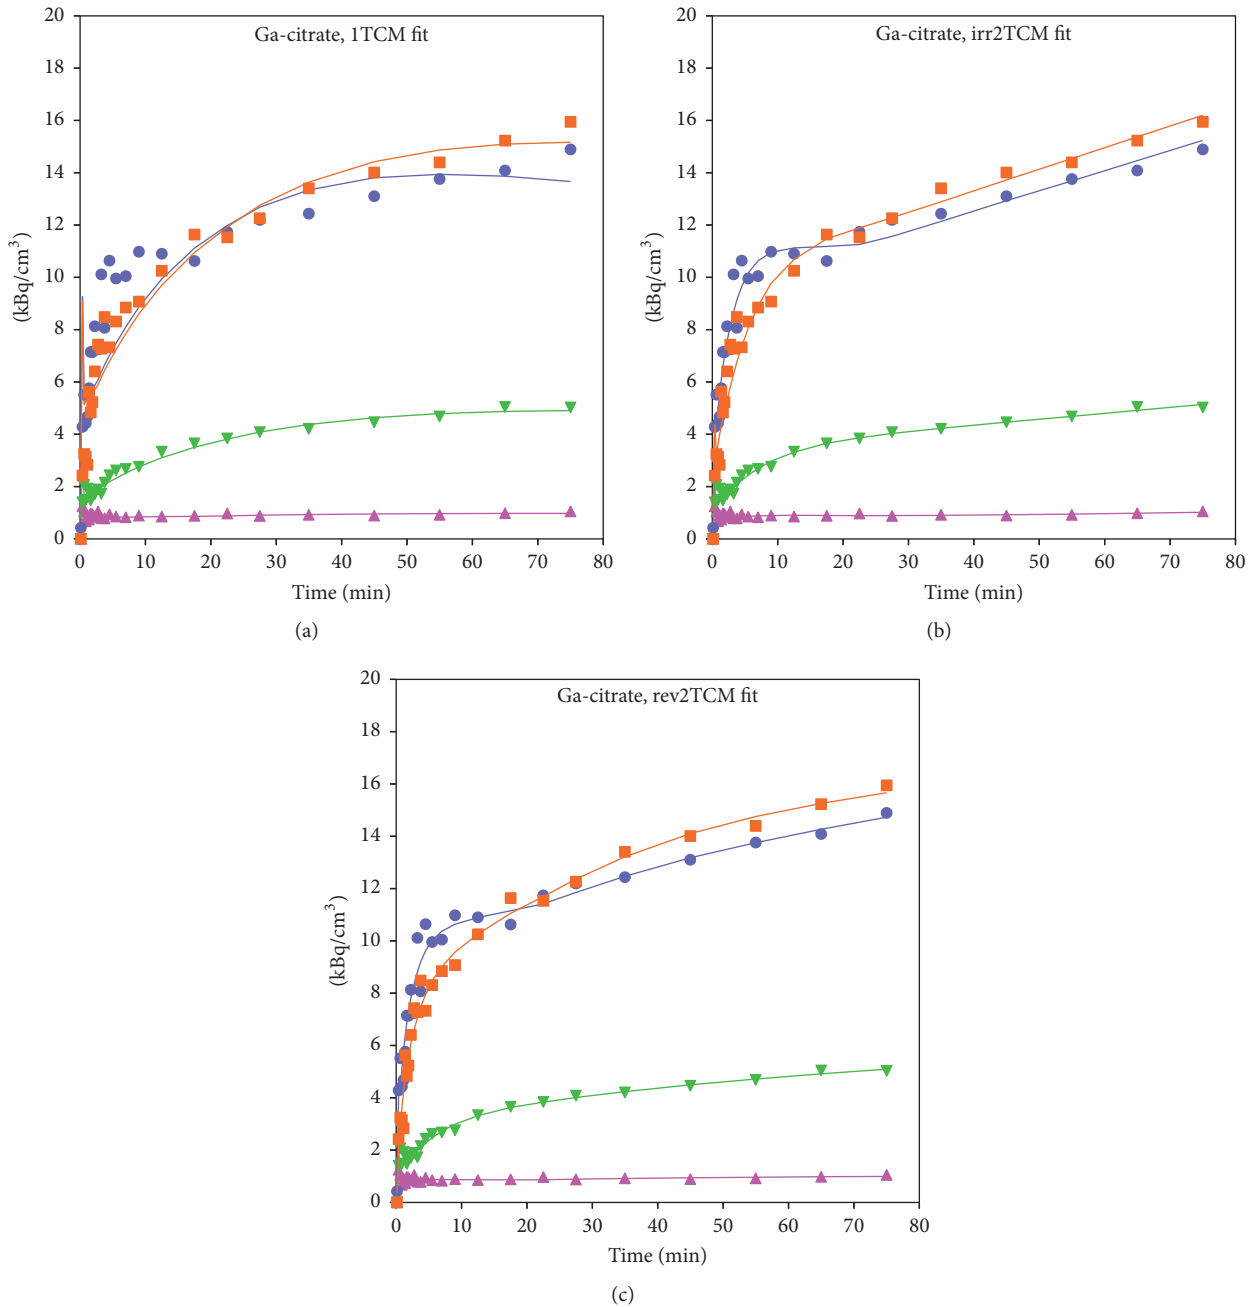 Ga-citrate, 1TCM fit
20
18
16
14
12
10
8
6
4
2
0
(kBq/cm³)
0 10 20 30 40 50 60 70 80
Time (min)
(a)
Ga-citrate, irr2TCM fit
20
18
16
14
12
10
8
6
4
2
0
(kBq/cm³)
0 10 20 30 40 50 60 70 80
Time (min)
(b)
Ga-citrate, rev2TCM fit
20
18
16
14
12
10
8
6
4
2
0
(kBq/cm³)
0 10 20 30 40 50 60 70 80
Time (min)
(c)